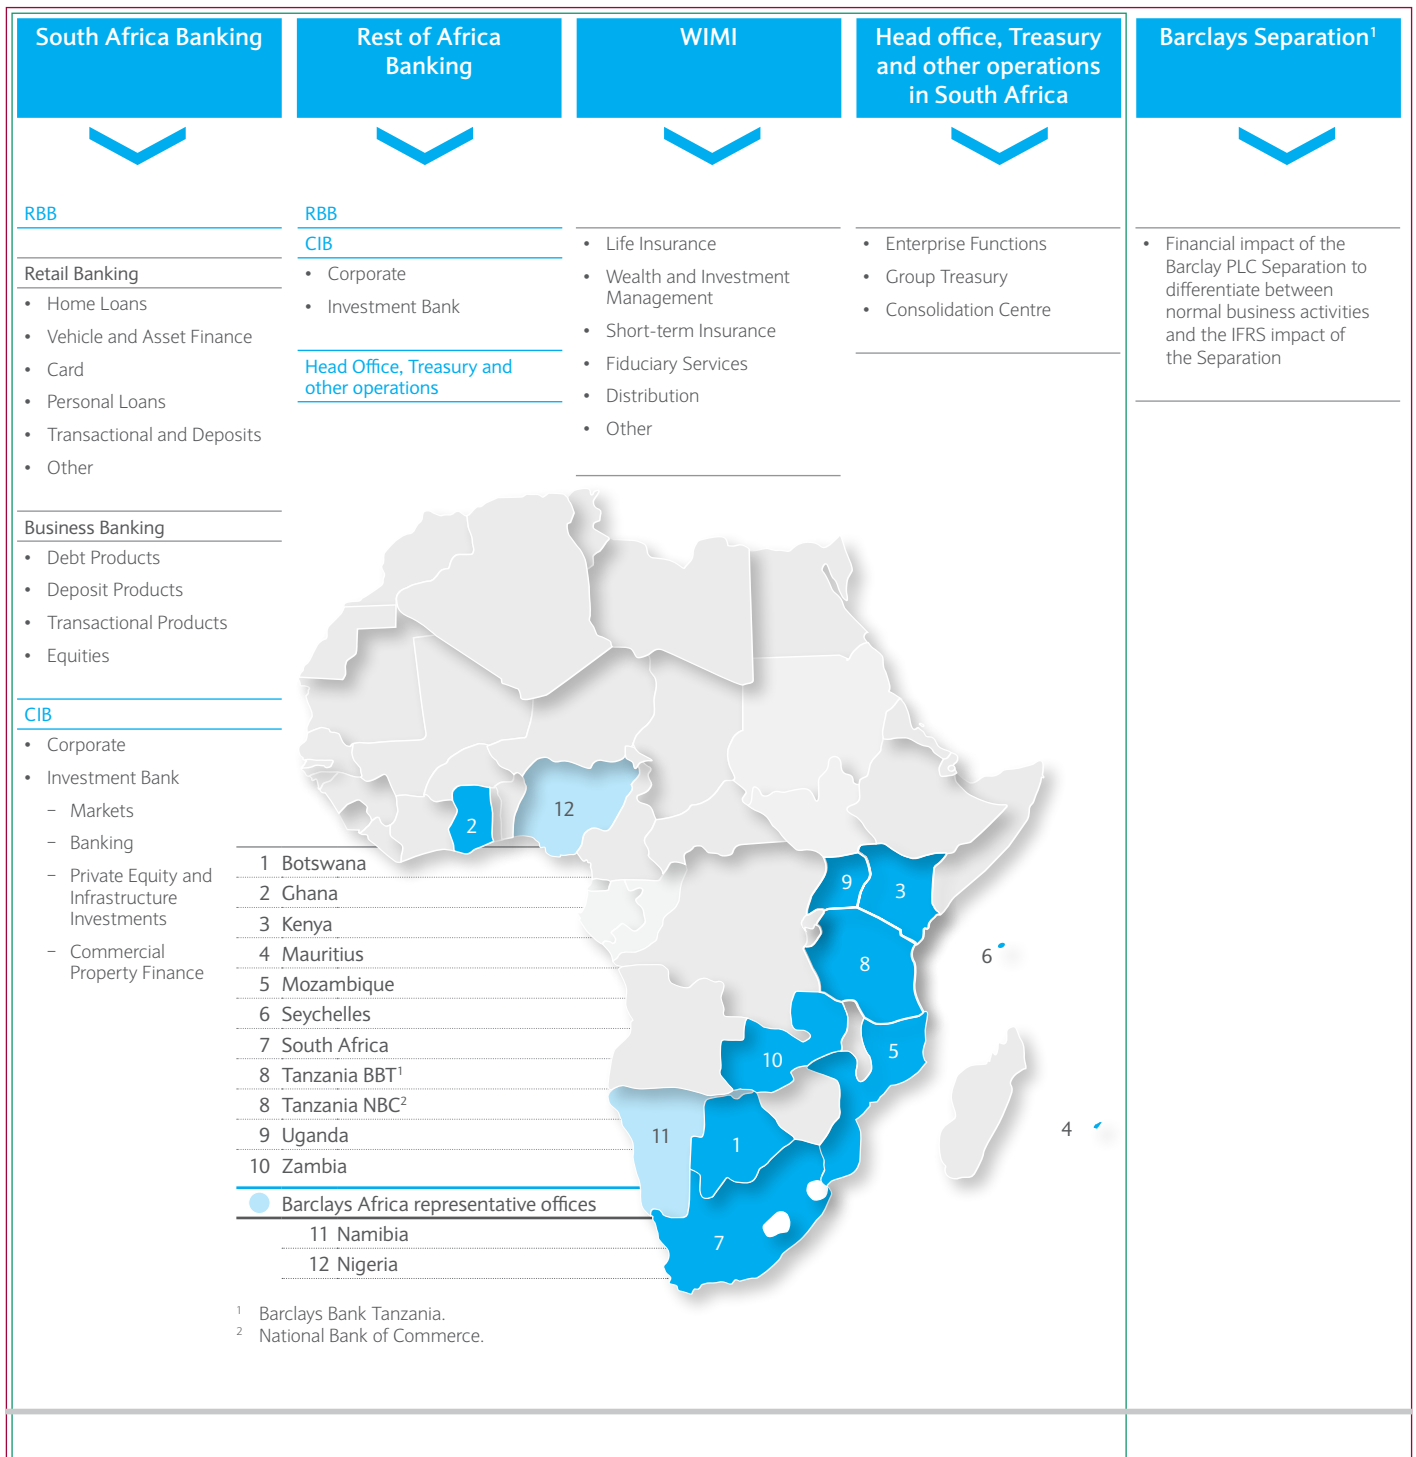 South Africa Banking
RBB
Retail Banking
• Home Loans
• Vehicle and Asset Finance
• Card
• Personal Loans
• Transactional and Deposits
• Other
Business Banking
• Debt Products
• Deposit Products
• Transactional Products
• Equities
CIB
• Corporate
• Investment Bank
– Markets
– Banking
– Private Equity and
Infrastructure
Investments
– Commercial
Property Finance
Rest of Africa
Banking
RBB
CIB
• Corporate
• Investment Bank
Head Office, Treasury and
other operations
WIMI
• Life Insurance
• Wealth and Investment
Management
• Short-term Insurance
• Fiduciary Services
• Distribution
• Other
Head office, Treasury
and other operations
in South Africa
• Enterprise Functions
• Group Treasury
• Consolidation Centre
Barclays Separation¹
• Financial impact of the
Barclay PLC Separation to
differentiate between
normal business activities
and the IFRS impact of
the Separation
12
2
9
3
6
8
5
10
4
11
1
7
1 Botswana
2 Ghana
3 Kenya
4 Mauritius
5 Mozambique
6 Seychelles
7 South Africa
8 Tanzania BBT¹
8 Tanzania NBC²
9 Uganda
10 Zambia
Barclays Africa representative offices
11 Namibia
12 Nigeria
¹ Barclays Bank Tanzania.
² National Bank of Commerce.